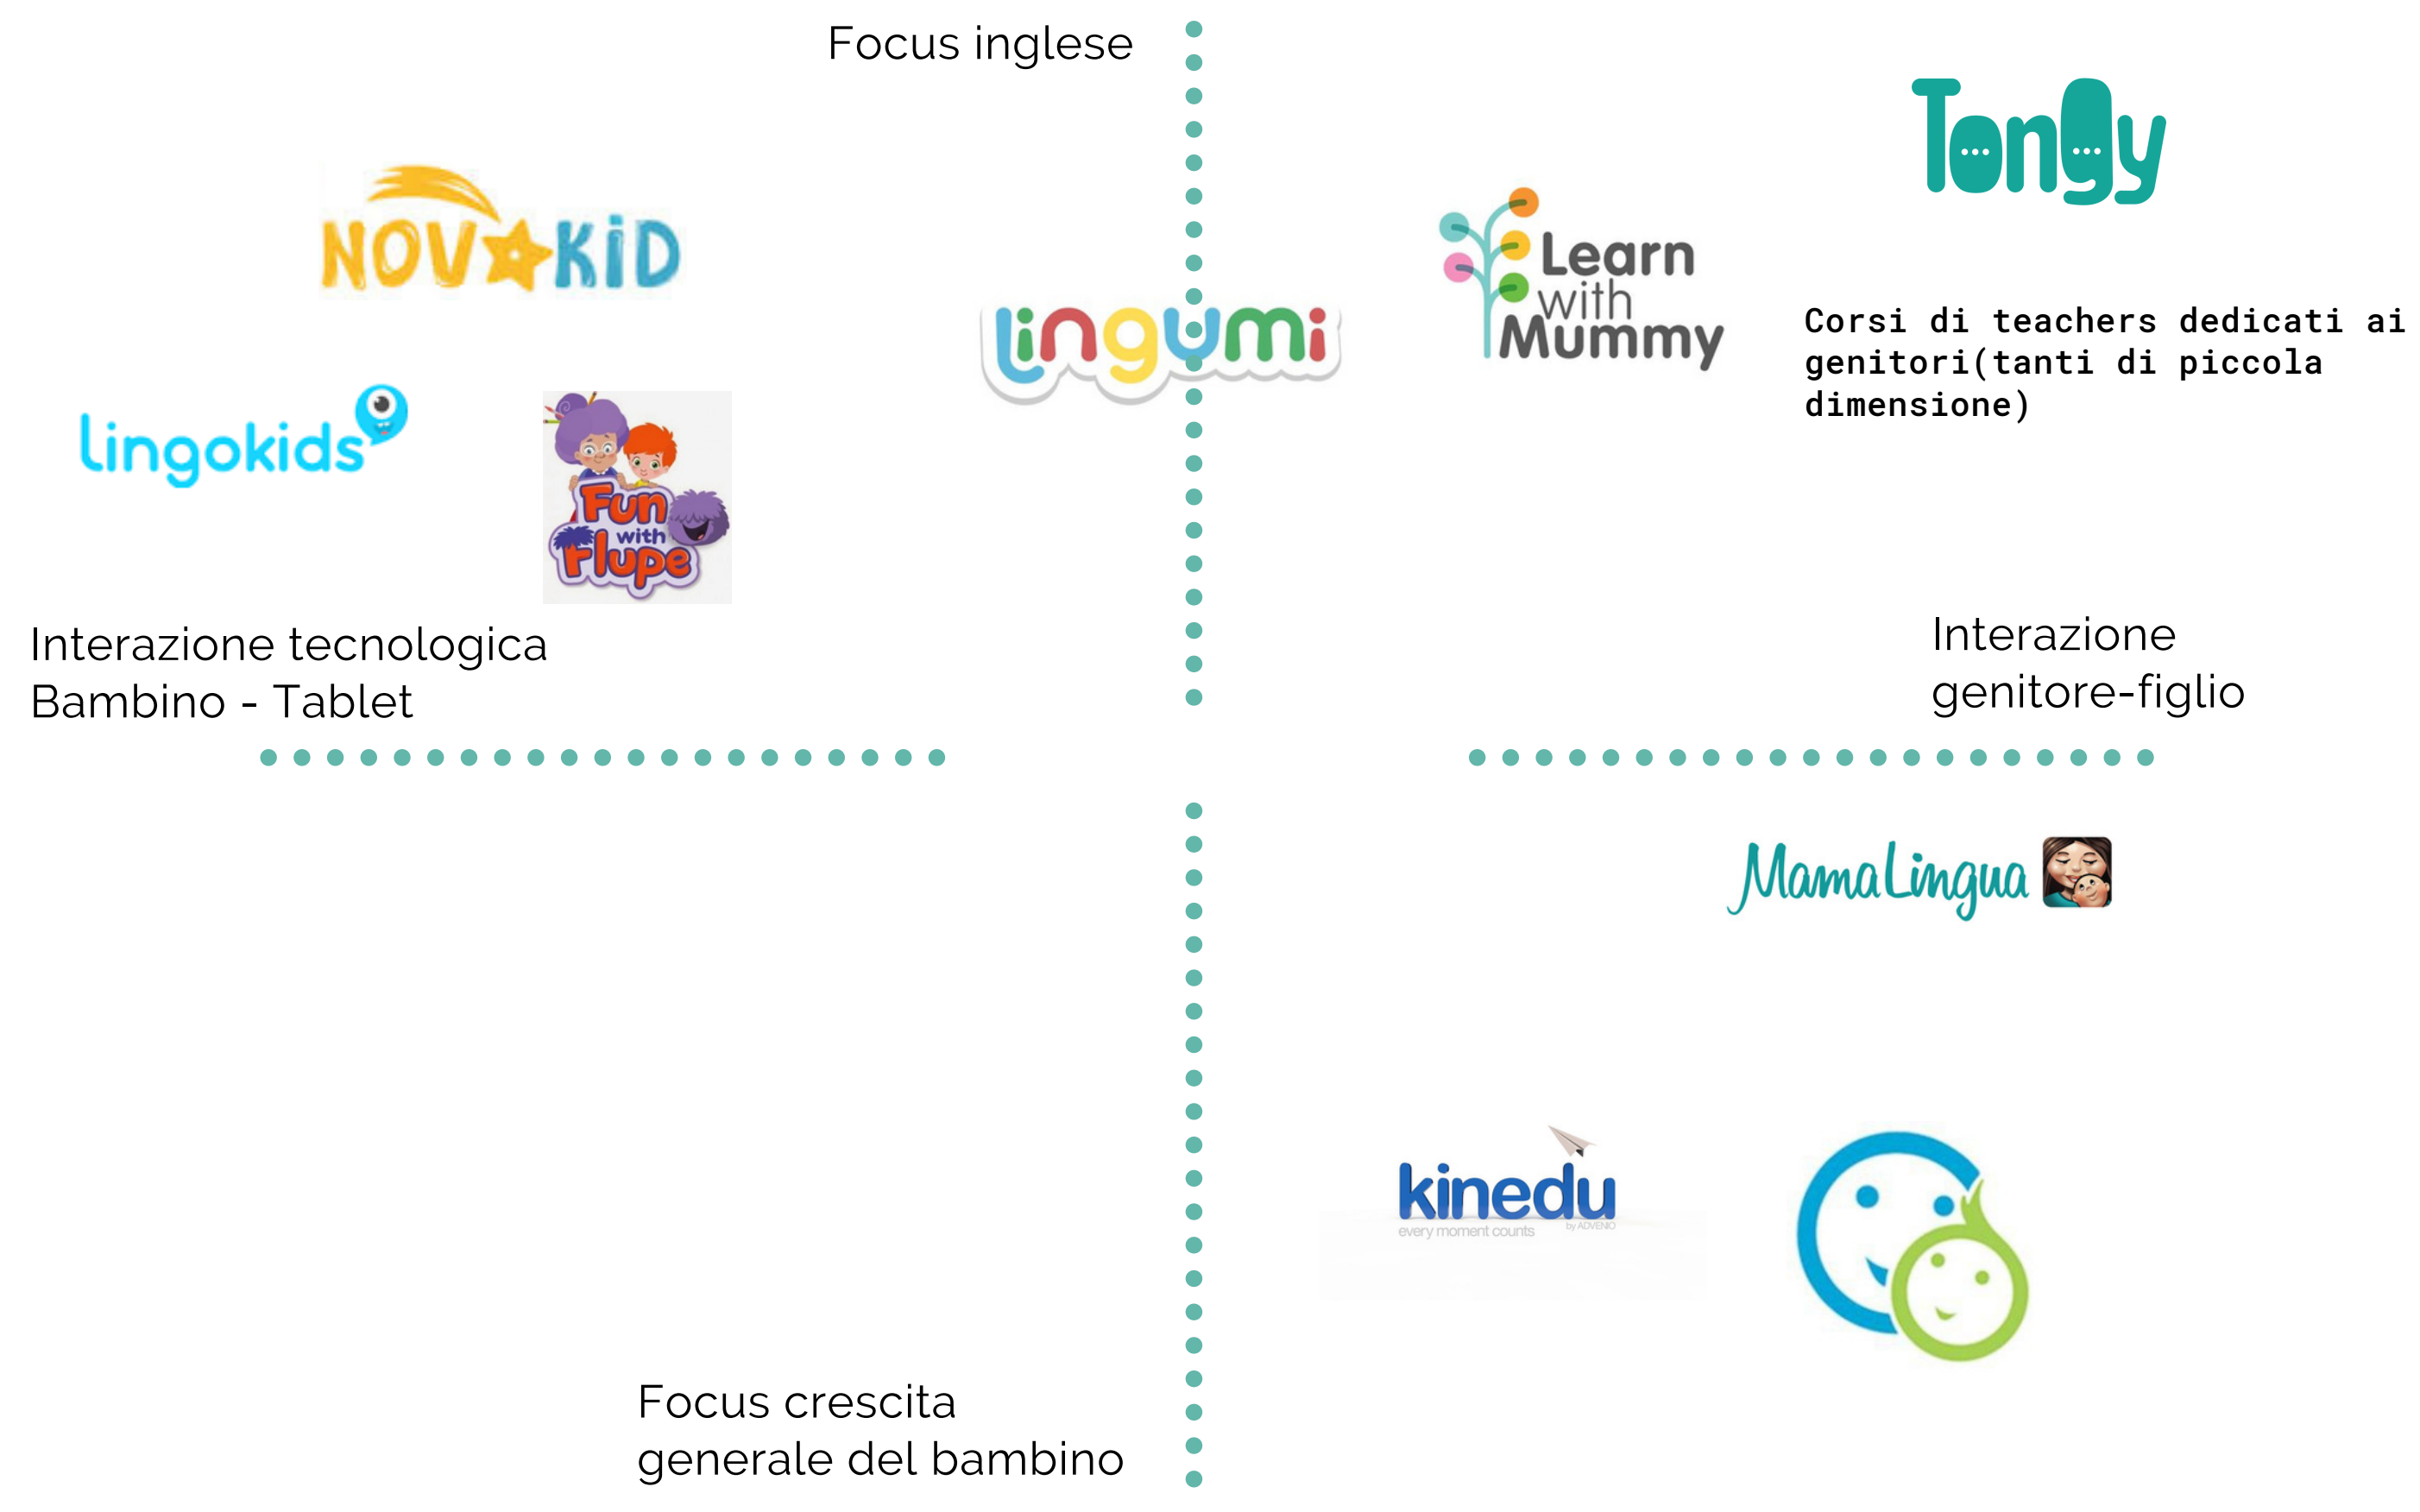 Focus inglese
Tongy
NOVAKiD
Learn
with
Mummy
lingumi
Corsi di teachers dedicati ai
genitori(tanti di piccola
dimensione)
lingokids
Fun
with
Flupe
Interazione tecnologica
Bambino - Tablet
Interazione
genitore-figlio
MamaLingua
kinedu
every moment counts
by ADVENIO
Focus crescita
generale del bambino